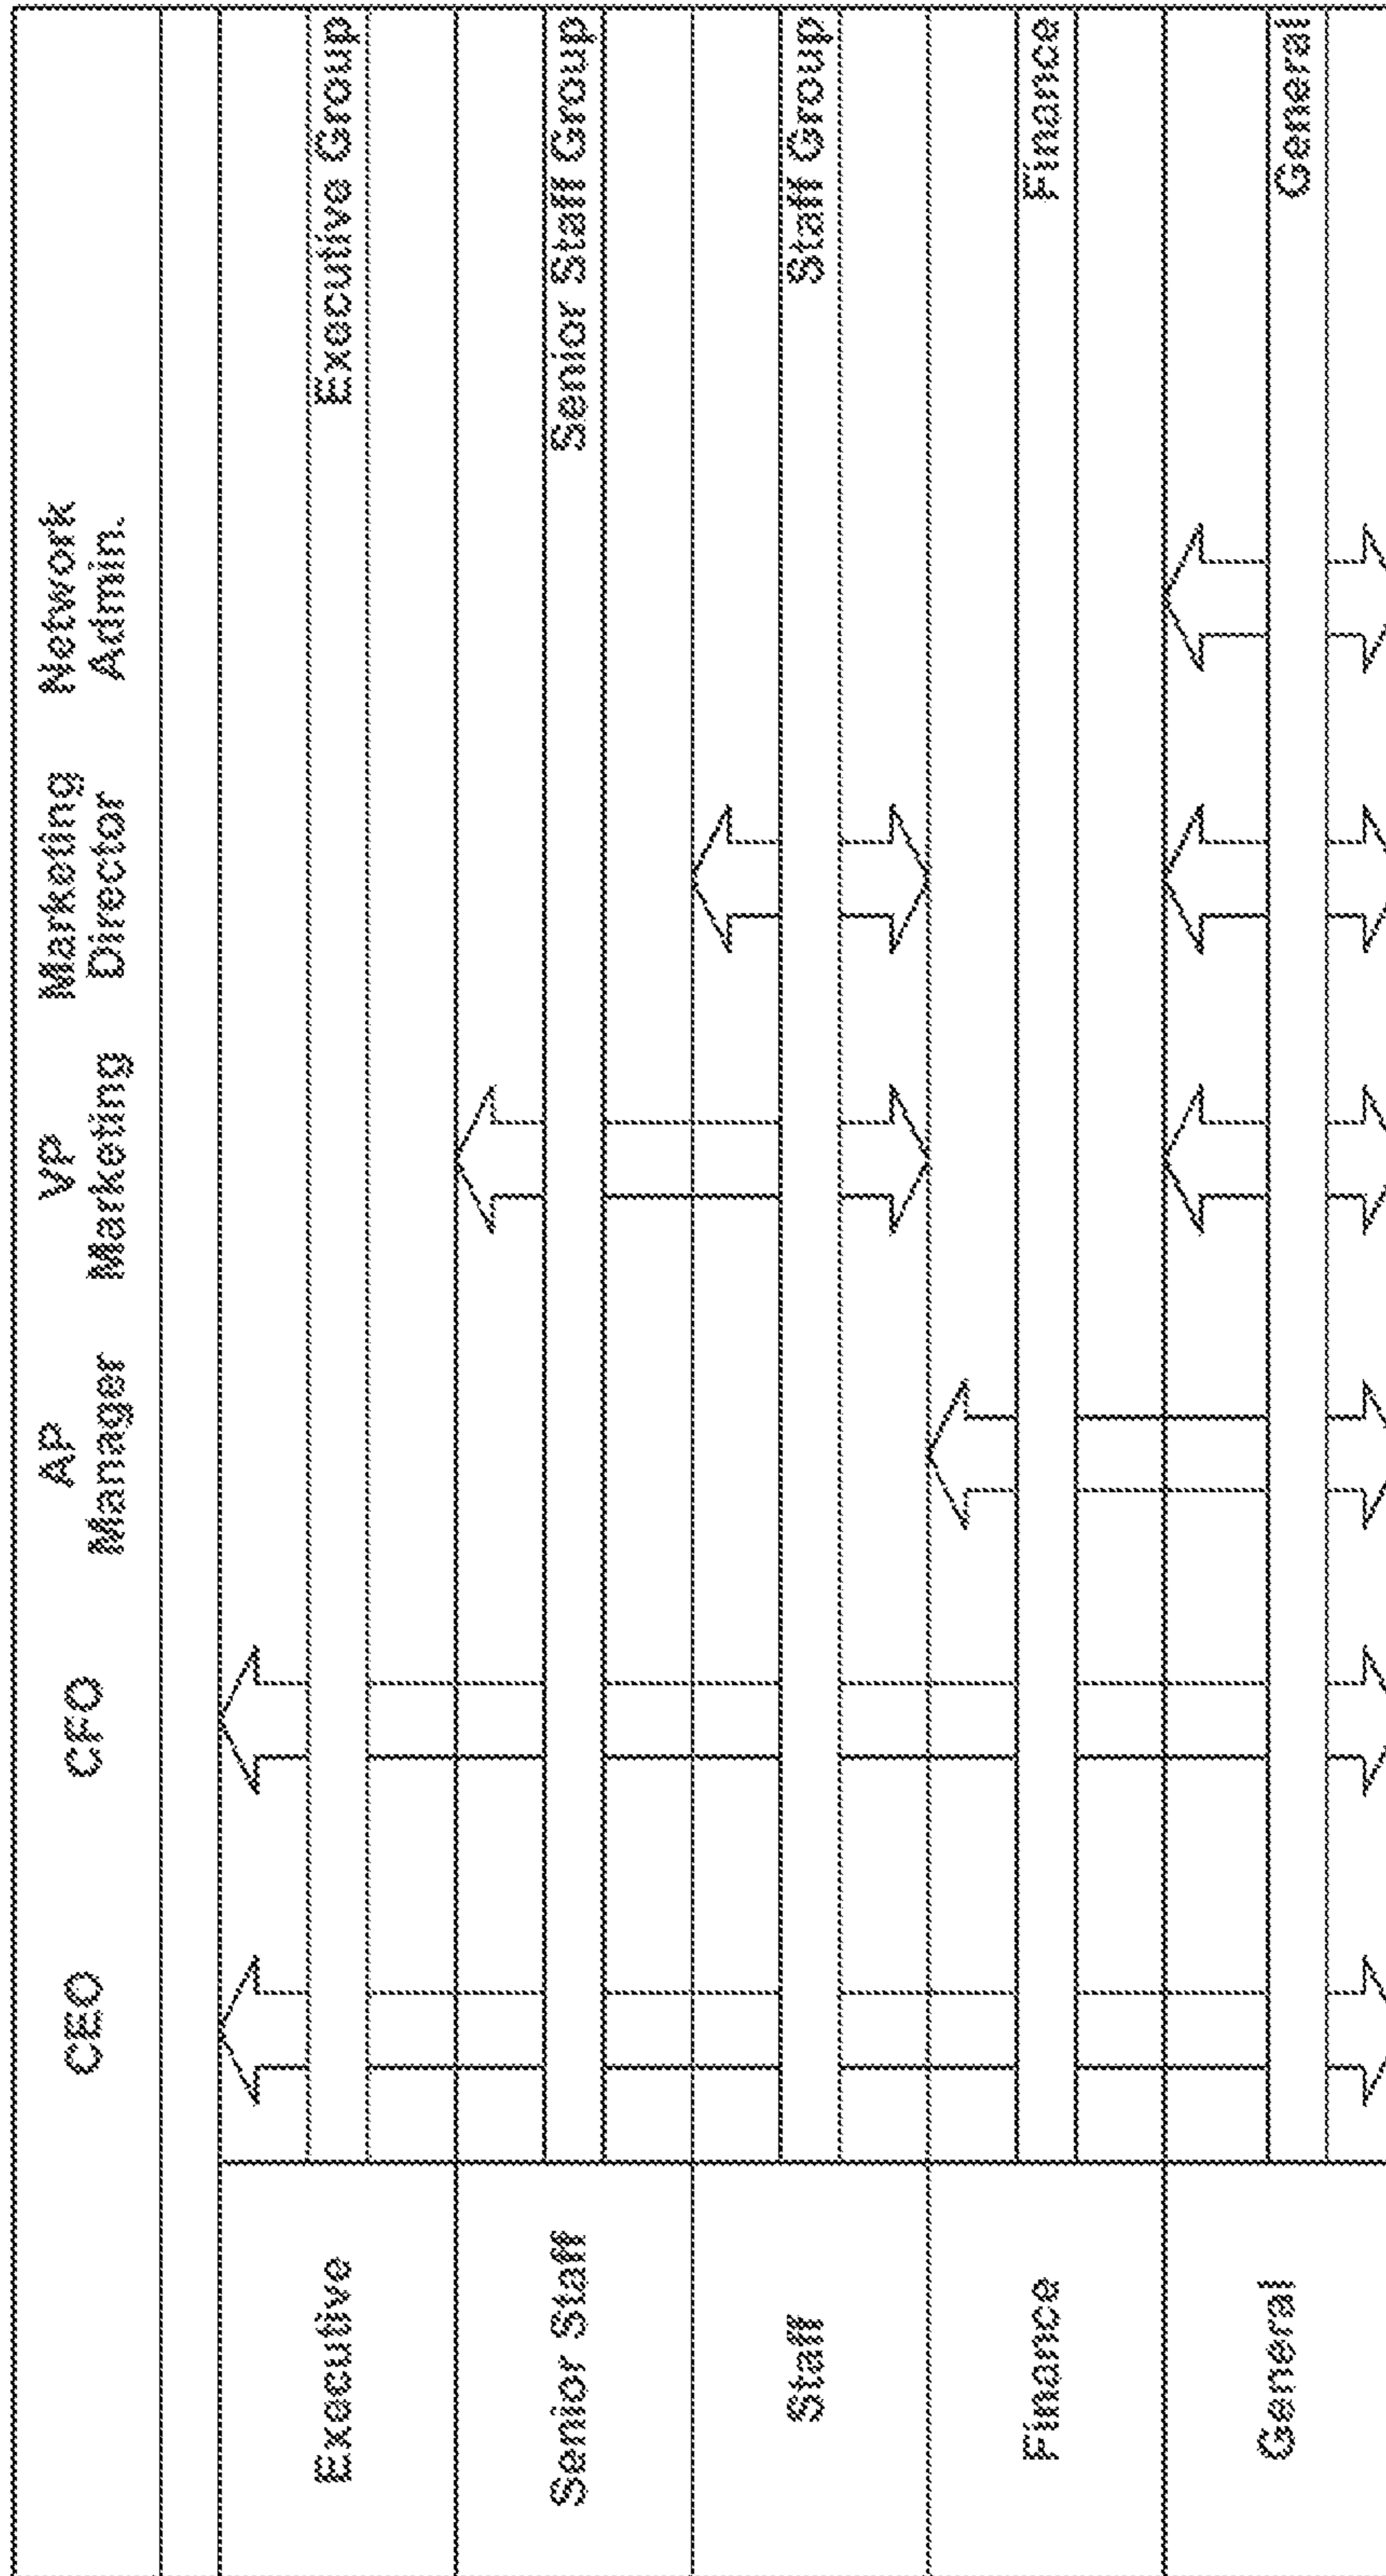 CEO
CFO
AP
Manager
VP
Marketing
Marketing
Director
Network
Admin.
Executive
Executive Group
Senior Staff
Senior Staff Group
Staff
Staff Group
Finance
Finance
General
General